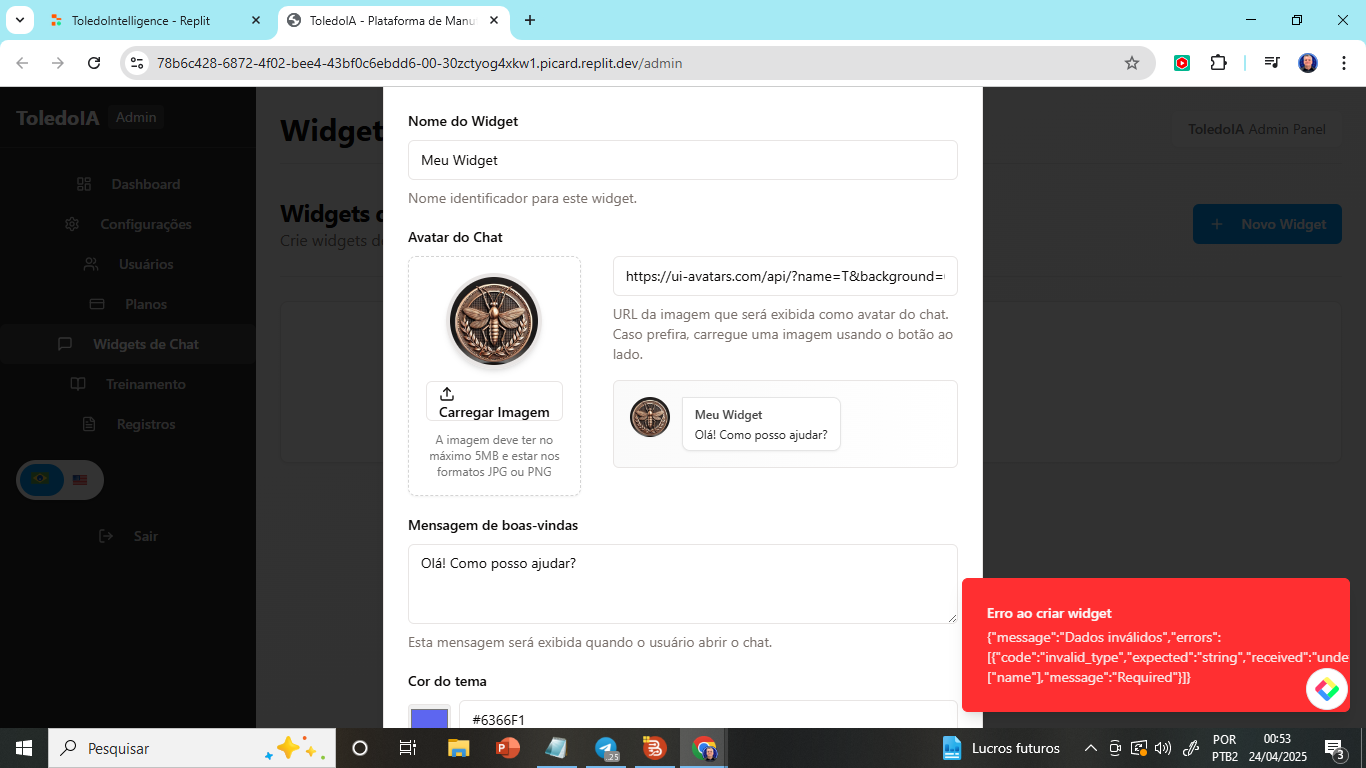 ToledoIntelligence - Replit
ToledoIA - Plataforma de Manu
78b6c428-6872-4f02-bee4-43bf0c6ebdd6-00-30zctyog4xkw1.picard.replit.dev/admin
ToledoIA
Admin
Dashboard
Configurações
Usuários
Planos
Widgets de Chat
Treinamento
Registros
Sair
Widget
ToledoIA Admin Panel
Widgets d
Crie widgets de
Novo Widget
Nome do Widget
Meu Widget
Nome identificador para este widget.
Avatar do Chat
Carregar Imagem
A imagem deve ter no
máximo 5MB e estar nos
formatos JPG ou PNG
https://ui-avatars.com/api/?name=T&background=
URL da imagem que será exibida como avatar do chat.
Caso prefira, carregue uma imagem usando o botão ao
lado.
Meu Widget
Olá! Como posso ajudar?
Mensagem de boas-vindas
Olá! Como posso ajudar?
Esta mensagem será exibida quando o usuário abrir o chat.
Cor do tema
#6366F1
Erro ao criar widget
{"message":"Dados inválidos","errors":
[{"code":"invalid_type","expected":"string","received":"unde
["name"],"message":"Required"}]}
Pesquisar
.25
Lucros futuros
POR
PTB2
00:53
24/04/2025
3